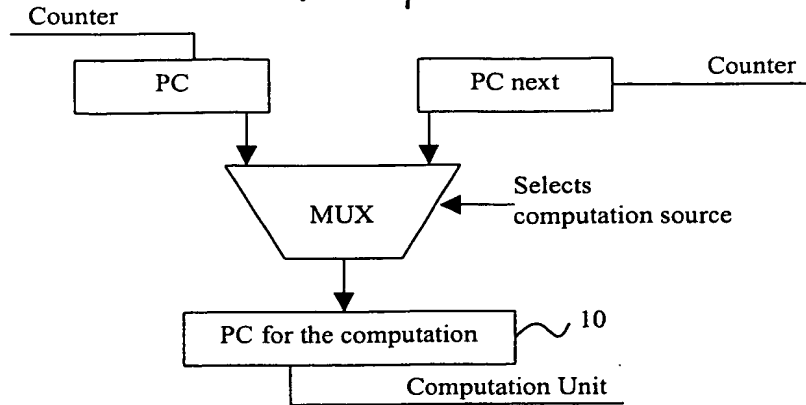 Counter
PC
PC next
Counter
MUX
Selects
computation source
PC for the computation
10
Computation Unit